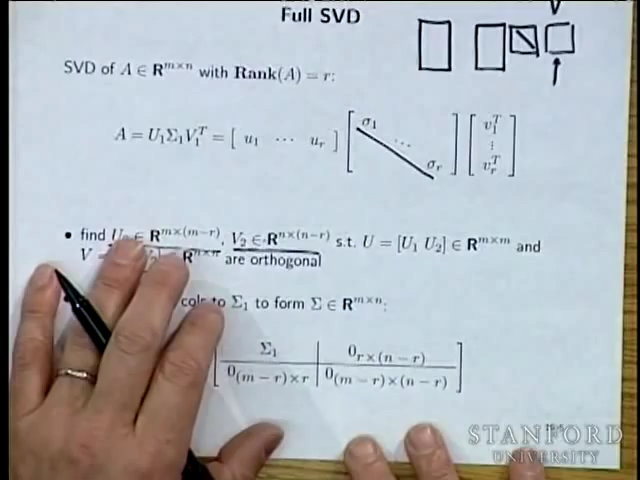 Full SVD
V
SVD of A ∈ R^{m×n} with Rank(A) = r:
A = U_1Σ_1V_1^T = [ u_1 ⋯ u_r ] [ σ_1 ⋱ σ_r ] [ v_1^T ⋮ v_r^T ]
• find U_2 ∈ R^{m×(m−r)}, V_2 ∈ R^{n×(n−r)} s.t. U = [U_1 U_2] ∈ R^{m×m} and
V = V_2] ∈ R^{n×n} are orthogonal
cols to Σ_1 to form Σ ∈ R^{m×n}:
[ Σ_1 | 0_{r×(n−r)}
0_{(m−r)×r} | 0_{(m−r)×(n−r)} ]
STANFORD
UNIVERSITY